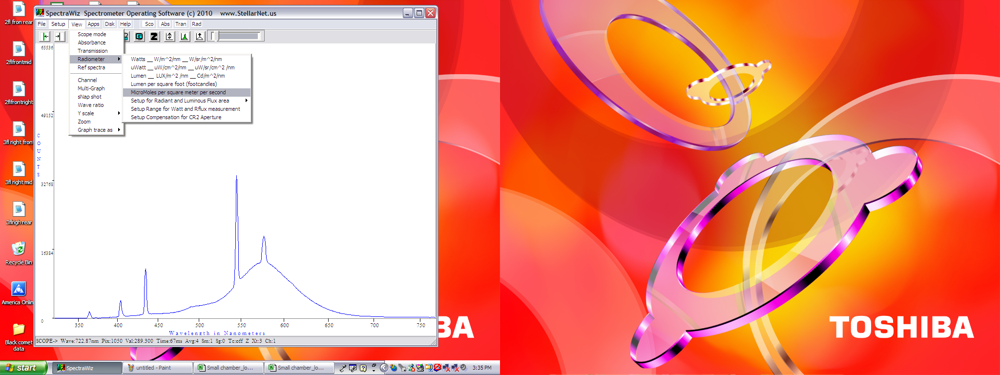 2fl fron rear
2flfrontmid
2flfrontright
3fl right front
3fl right mid
3flrigh rear
Recycle Bin
America Onlin
Black comet
data
SpectraWiz Spectrometer Operating Software (c) 2010 www.StellarNet.us
File Setup View Apps Disk Help Sco Abs Tran Rad
Scope mode
Absorbance
Transmission
Radiometer
Ref spectra
Channel
Multi-Graph
sNap shot
Wave ratio
Y scale
Zoom
Graph trace as
Watts __ W/m^2/nm __ W/sr/m^2/nm
uWatt __ uW/cm^2/nm __ uW/sr/cm^2 /nm
Lumen __ LUX/m^2 /nm __ Cd/m^2/nm
Lumen per square foot (footcandles)
MicroMoles per square meter per second
Setup for Radiant and Luminous Flux area
Setup Range for Watt and Rflux measurement
Setup Compensation for CR2 Aperture
65536
49152
COUNTS
32768
16384
0
350 400 450 500 550 600 650 700 750
Wavelength in Nanometers
SCOPE-> Wave:722.87nm Pix:1050 Val:289.300 Time:67ms Avg:4 Sm:1 Sg:0 Tc:off Z Xt:3 Ch:1
BA
TOSHIBA
start SpectraWiz untitled - Paint Small chamber_lo... Small chamber_lo... 3:35 PM